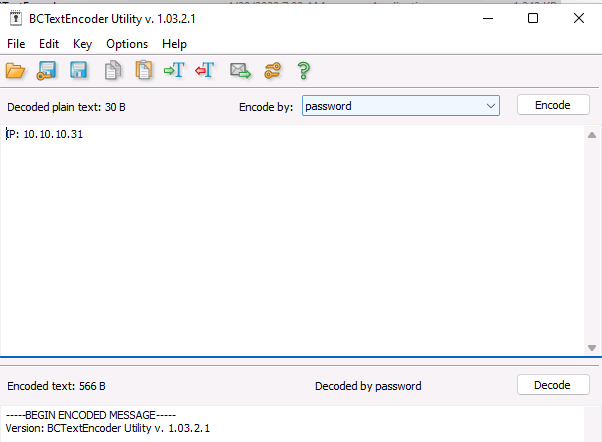 BCTextEncoder Utility v. 1.03.2.1
File Edit Key Options Help
Decoded plain text: 30 B Encode by: password Encode
IP: 10.10.10.31
Encoded text: 566 B Decoded by password Decode
-----BEGIN ENCODED MESSAGE-----
Version: BCTextEncoder Utility v. 1.03.2.1